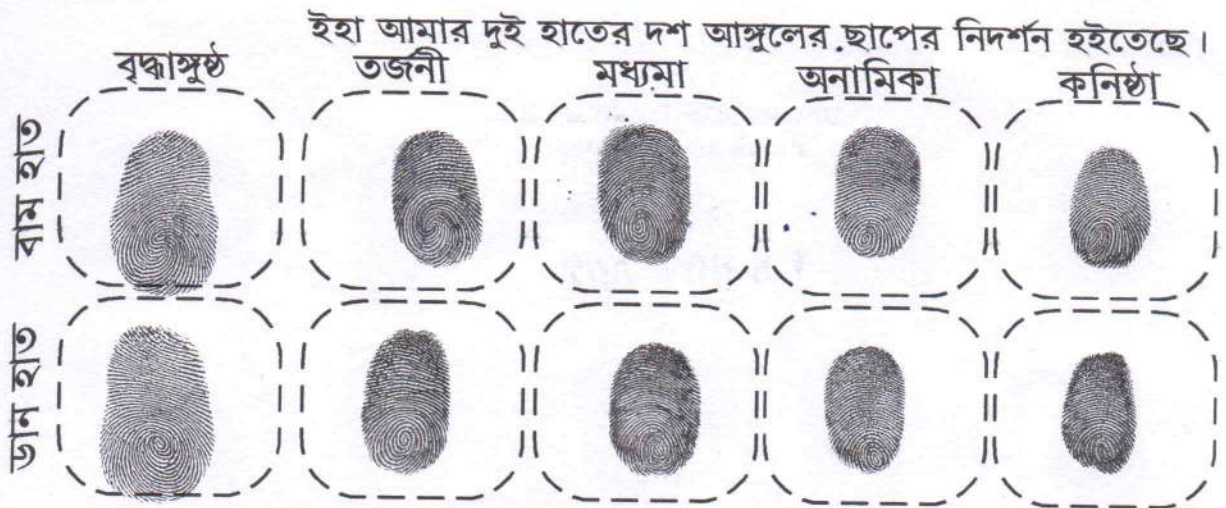 ইহা আমার দুই হাতের দশ আঙ্গুলের ছাপের নিদর্শন হইতেছে।
বৃদ্ধাঙ্গুষ্ঠ তর্জনী মধ্যমা অনামিকা কনিষ্ঠা
বাম হাত
ডান হাত